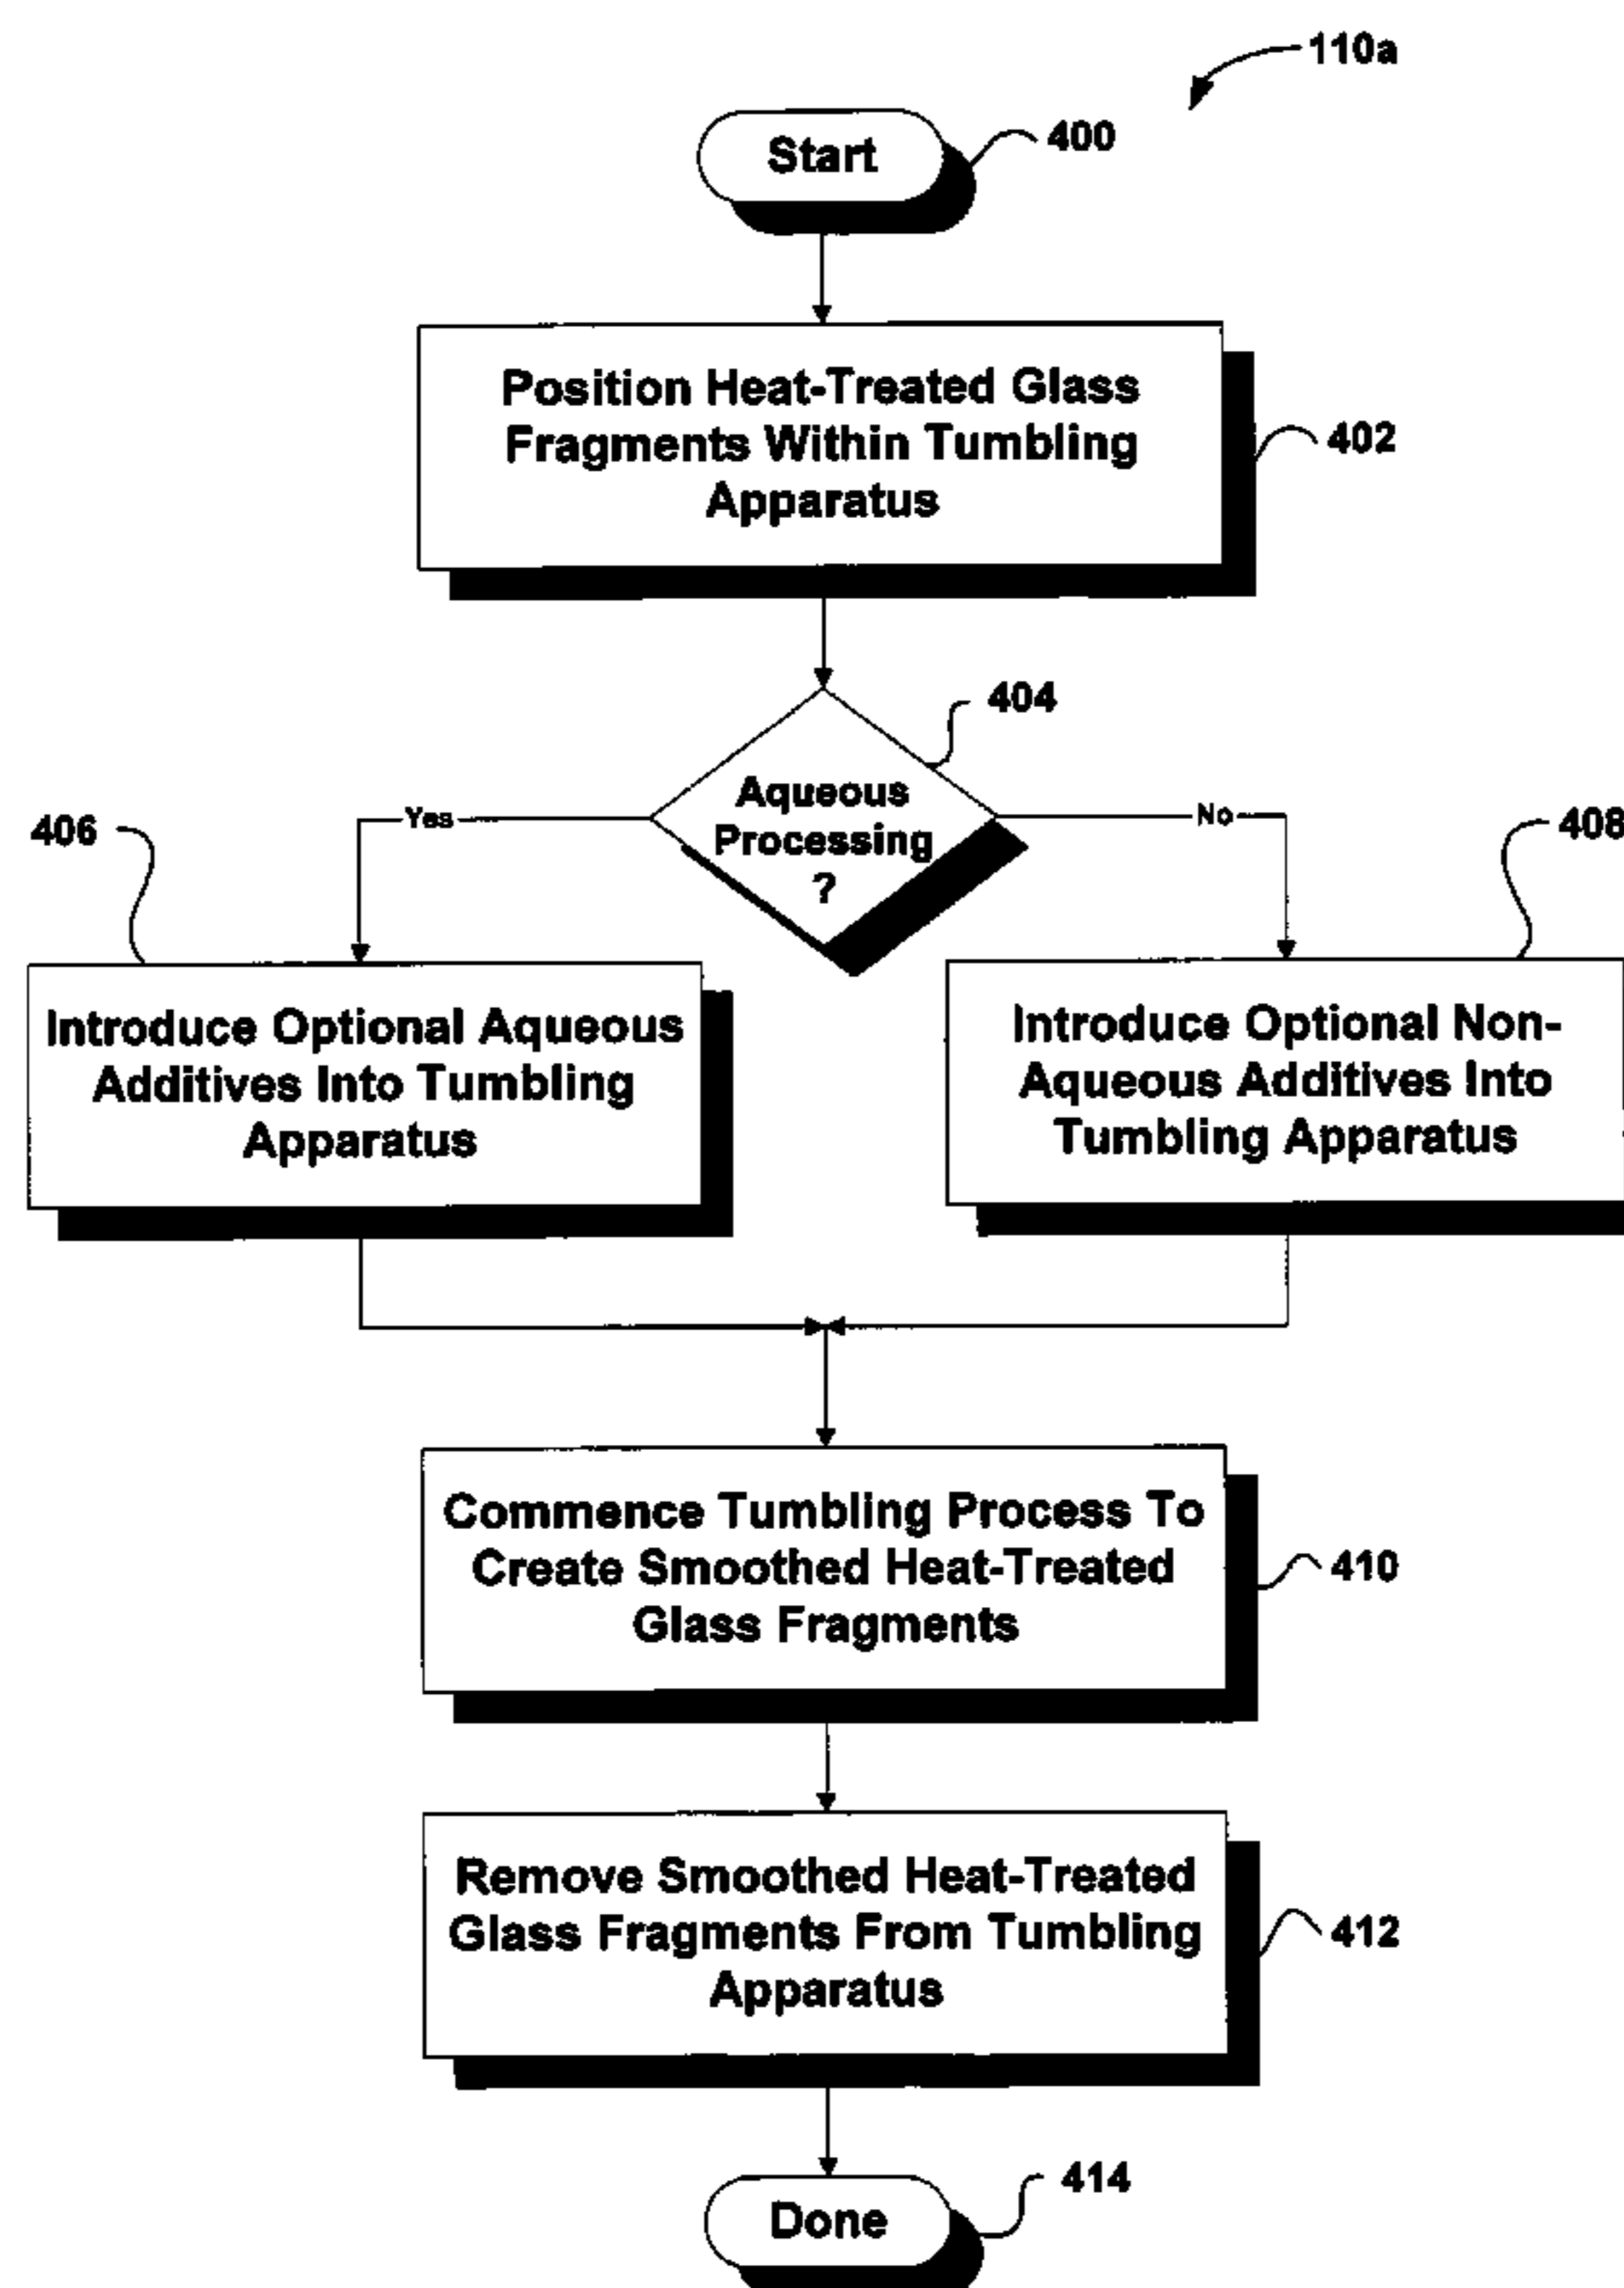 110a
Start
400
Position Heat-Treated Glass
Fragments Within Tumbling
Apparatus
402
404
Aqueous
Processing
?
Yes
No
406
408
Introduce Optional Aqueous
Additives Into Tumbling
Apparatus
Introduce Optional Non-
Aqueous Additives Into
Tumbling Apparatus
Commence Tumbling Process To
Create Smoothed Heat-Treated
Glass Fragments
410
Remove Smoothed Heat-Treated
Glass Fragments From Tumbling
Apparatus
412
414
Done